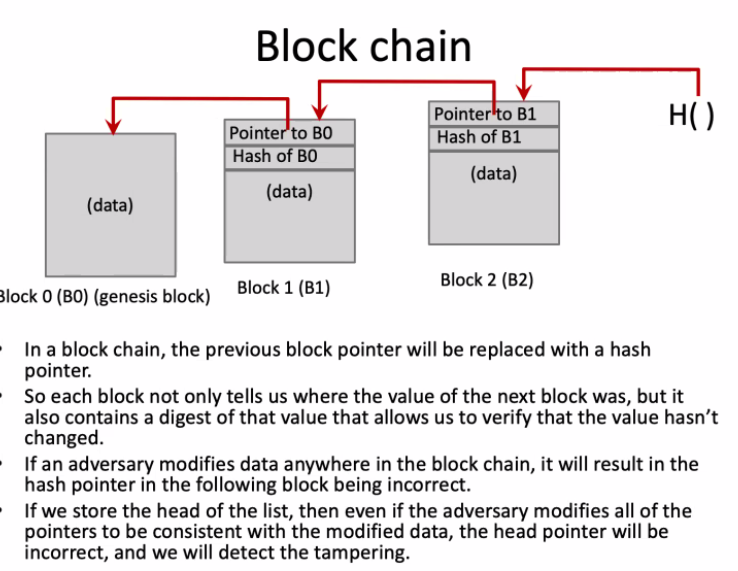 Block chain
Pointer to B0
Hash of B0
(data)
(data)
Pointer to B1
Hash of B1
(data)
H( )
Block 0 (B0) (genesis block)
Block 1 (B1)
Block 2 (B2)
In a block chain, the previous block pointer will be replaced with a hash
pointer.
So each block not only tells us where the value of the next block was, but it
also contains a digest of that value that allows us to verify that the value hasn't
changed.
If an adversary modifies data anywhere in the block chain, it will result in the
hash pointer in the following block being incorrect.
If we store the head of the list, then even if the adversary modifies all of the
pointers to be consistent with the modified data, the head pointer will be
incorrect, and we will detect the tampering.